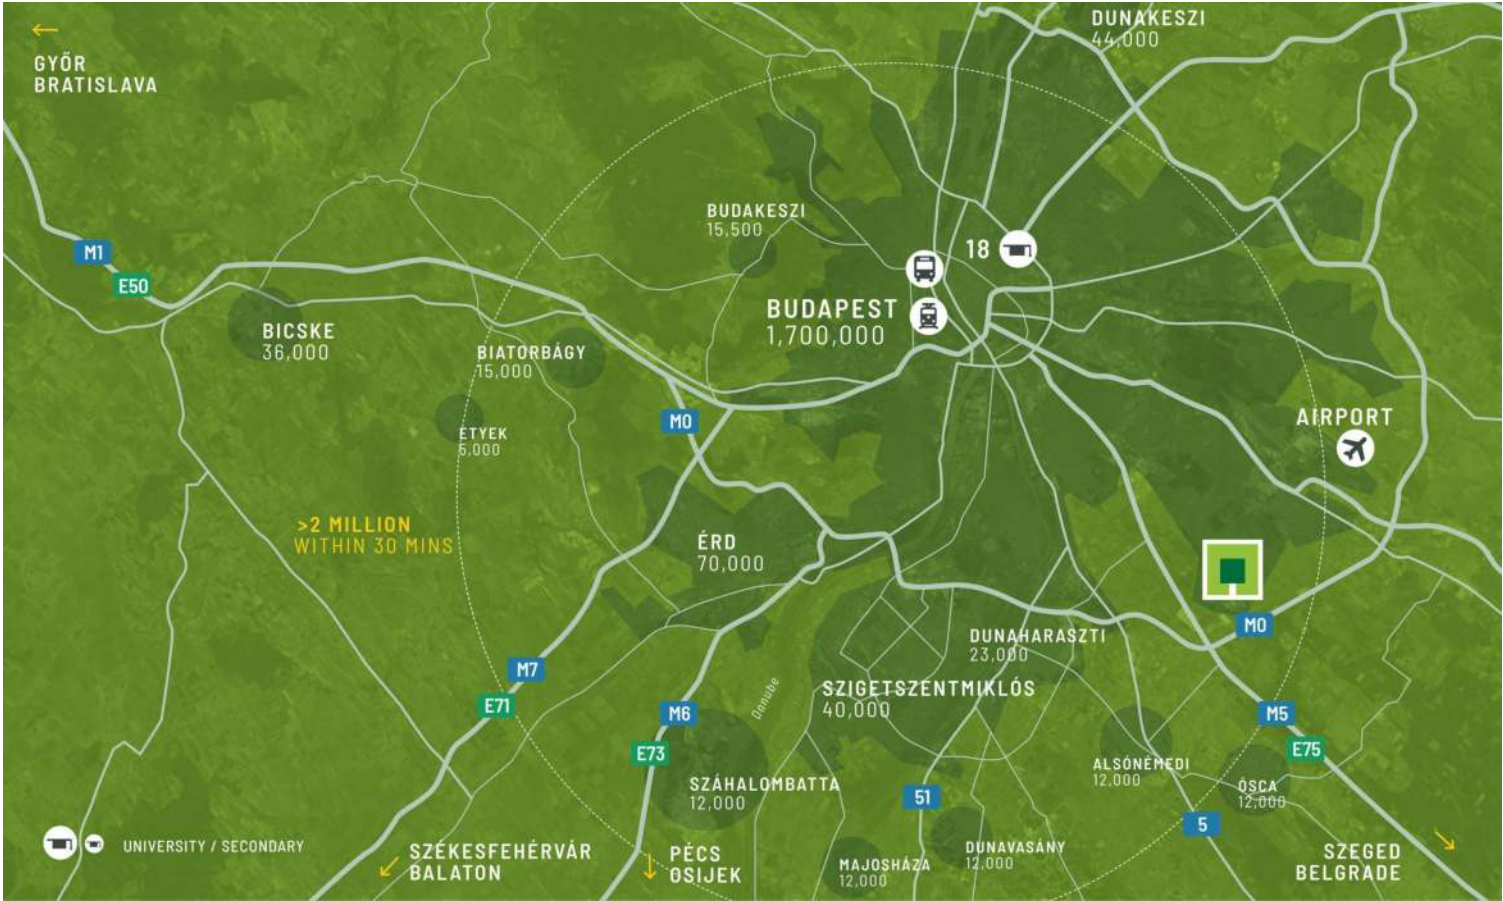 GYŐR
BRATISLAVA
DUNAKESZI
44,000
BUDAKESZI
15,500
18
M1
E50
BUDAPEST
1,700,000
BICSKE
36,000
BIATORBÁGY
15,000
M0
ETYEK
5.000
AIRPORT
>2 MILLION
WITHIN 30 MINS
ÉRD
70,000
M0
DUNAHARASZTI
23,000
M7
E71
SZIGETSZENTMIKLÓS
40,000
Danube
M6
E73
M5
E75
ALSÓNÉMEDI
12,000
ÓSCA
12,000
SZÁHALOMBATTA
12,000
51
5
UNIVERSITY / SECONDARY
SZÉKESFEHÉRVÁR
BALATON
PÉCS
OSIJEK
MAJOSHÁZA
12,000
DUNAVASÁNY
12,000
SZEGED
BELGRADE